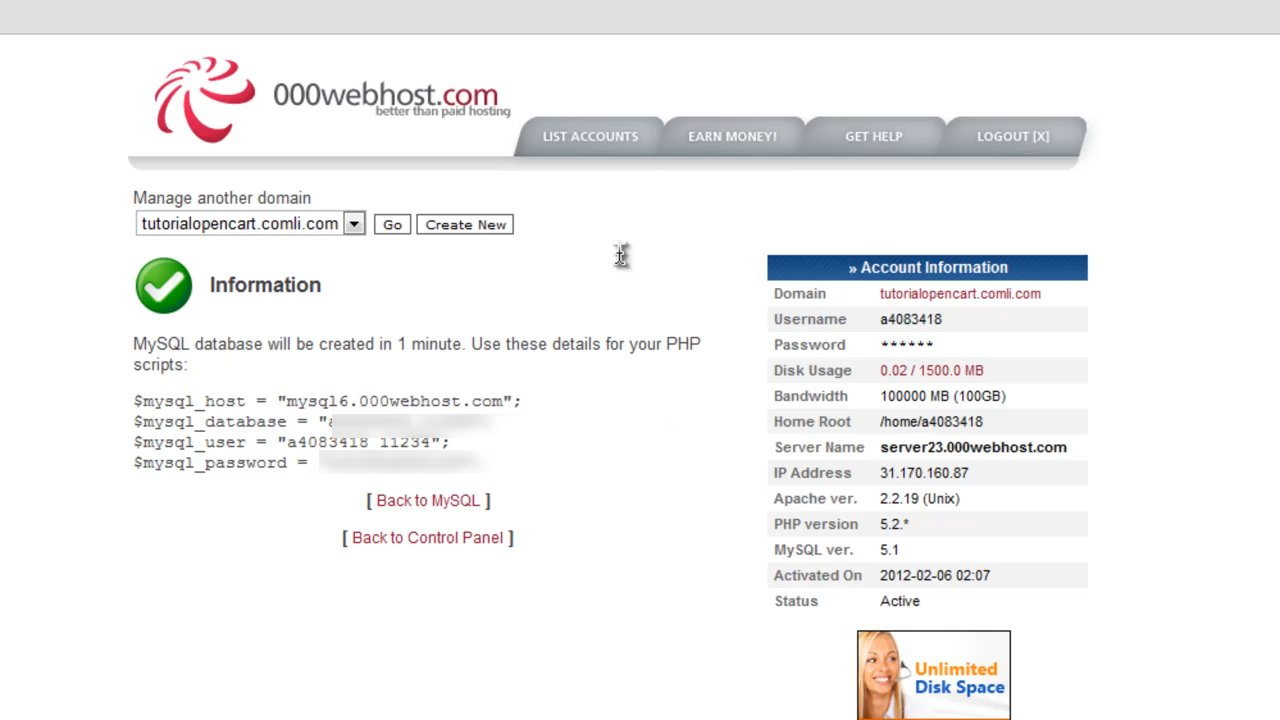 000webhost.com
better than paid hosting
LIST ACCOUNTS
EARN MONEY!
GET HELP
LOGOUT [X]
Manage another domain
tutorialopencart.comli.com
Go
Create New
Information
MySQL database will be created in 1 minute. Use these details for your PHP
scripts:
$mysql_host = "mysql6.000webhost.com";
$mysql_database = "a
$mysql_user = "a4083418_11234";
$mysql_password =
[ Back to MySQL ]
[ Back to Control Panel ]
» Account Information
Domain tutorialopencart.comli.com
Username a4083418
Password ******
Disk Usage 0.02 / 1500.0 MB
Bandwidth 100000 MB (100GB)
Home Root /home/a4083418
Server Name server23.000webhost.com
IP Address 31.170.160.87
Apache ver. 2.2.19 (Unix)
PHP version 5.2.*
MySQL ver. 5.1
Activated On 2012-02-06 02:07
Status Active
Unlimited
Disk Space